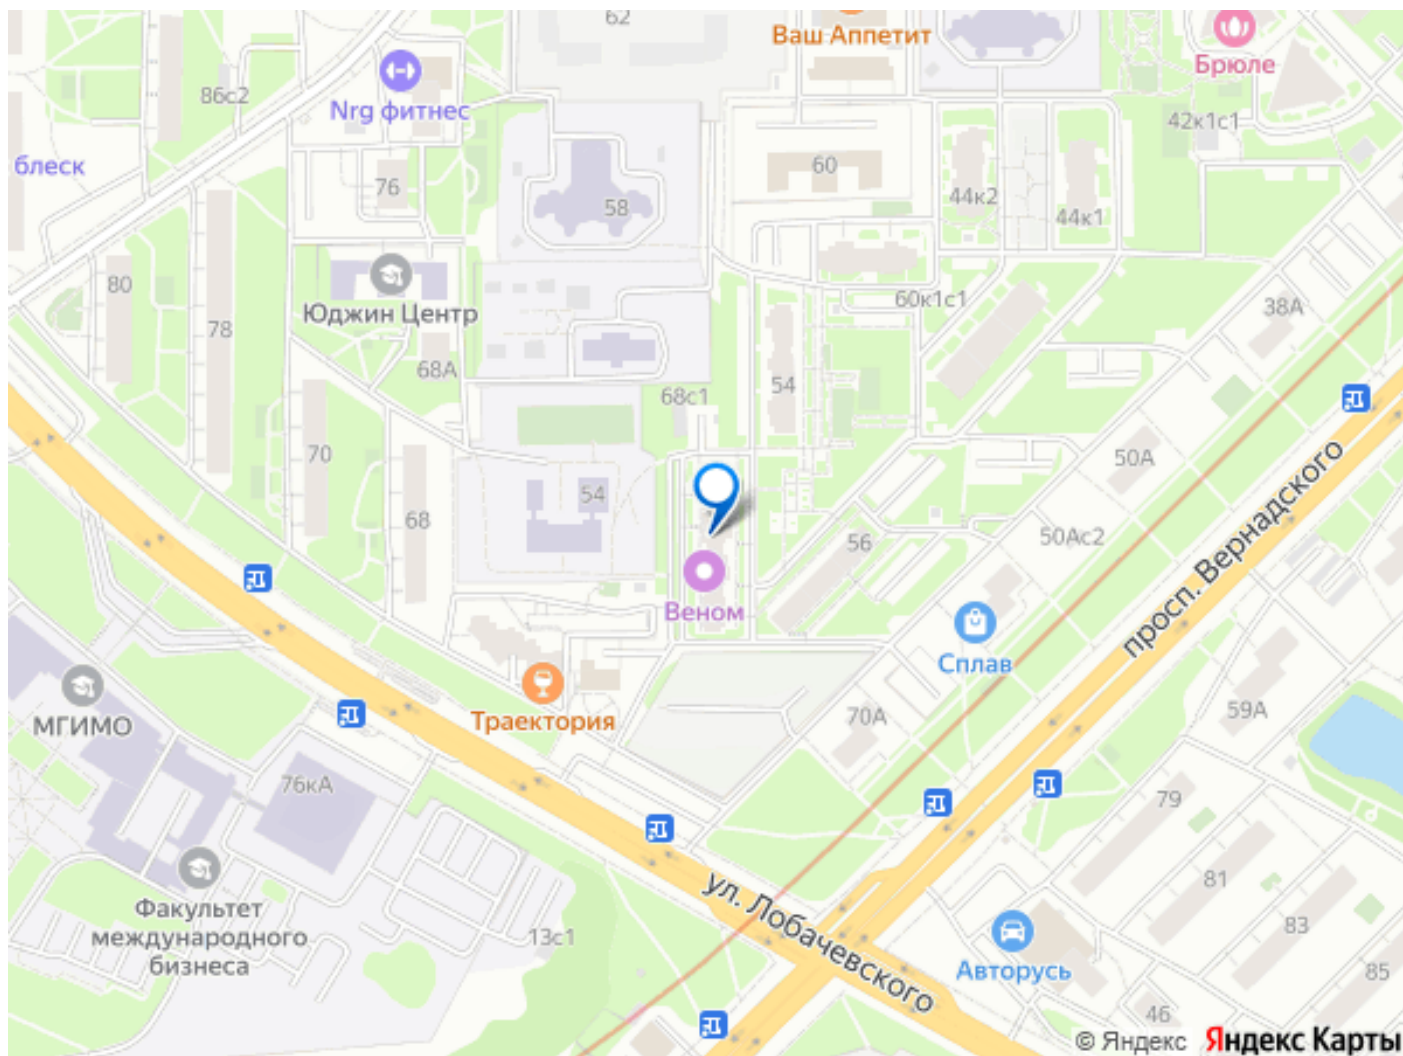 62
Ваш Аппетит
Брюле
86с2
Nrg фитнес
42к1с1
блеск
60
76
44к2
58
44к1
80
60к1с1
38А
Юджин Центр
78
68А
54
68с1
70
50А
54
68
50Ас2
56
просп. Вернадского
Веном
Сплав
МГИМО
Траектория
70А
59А
76кА
79
ул. Лобачевского
81
Факультет
международного
бизнеса
13с1
83
Авторусь
85
46
© Яндекс Яндекс Карты